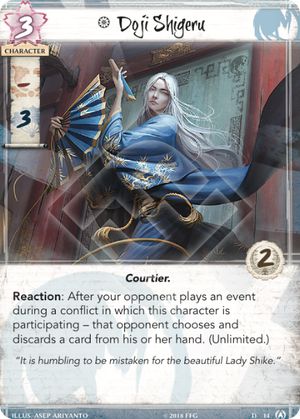 3
Doji Shigeru
CHARACTER
–
3
2
Courtier.
Reaction: After your opponent plays an event
during a conflict in which this character is
participating – that opponent chooses and
discards a card from his or her hand. (Unlimited.)
"It is humbling to be mistaken for the beautiful Lady Shike."
ILLUS-ASEP ARIYANTO
©2018 FFG
14